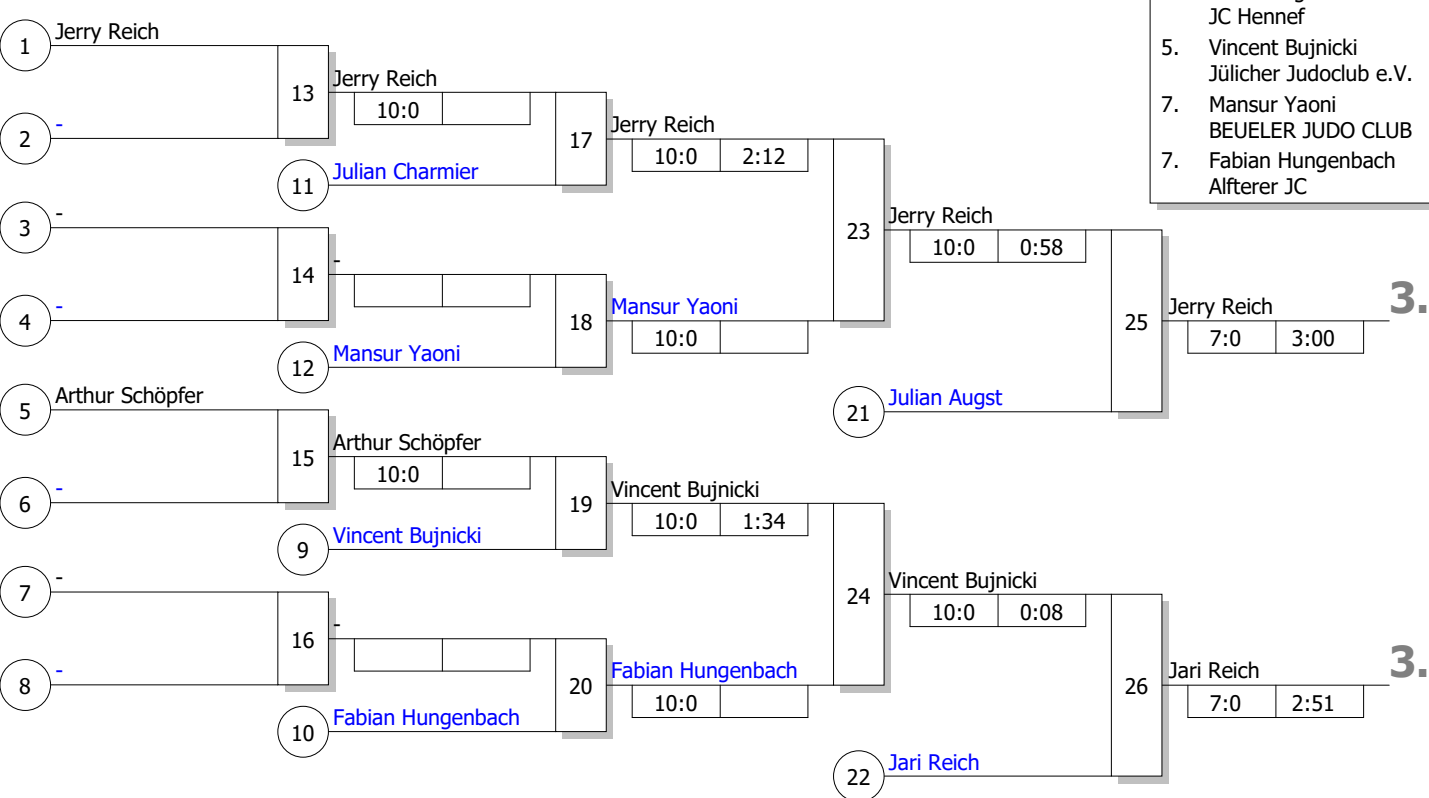 JC Hennef
5. Vincent Bujnicki
Jülicher Judoclub e.V.
7. Mansur Yaoni
BEUELER JUDO CLUB
7. Fabian Hungenbach
Alfterer JC
1 Jerry Reich
13 Jerry Reich
10:0
2 -
17 Jerry Reich
10:0 2:12
11 Julian Charmier
3 -
23 Jerry Reich
10:0 0:58
14 -
4 -
18 Mansur Yaoni
10:0
12 Mansur Yaoni
25 Jerry Reich 3.
7:0 3:00
5 Arthur Schöpfer
21 Julian Augst
15 Arthur Schöpfer
10:0
6 -
19 Vincent Bujnicki
10:0 1:34
9 Vincent Bujnicki
7 -
24 Vincent Bujnicki
10:0 0:08
16 -
8 -
20 Fabian Hungenbach
10:0
10 Fabian Hungenbach
26 Jari Reich 3.
7:0 2:51
22 Jari Reich